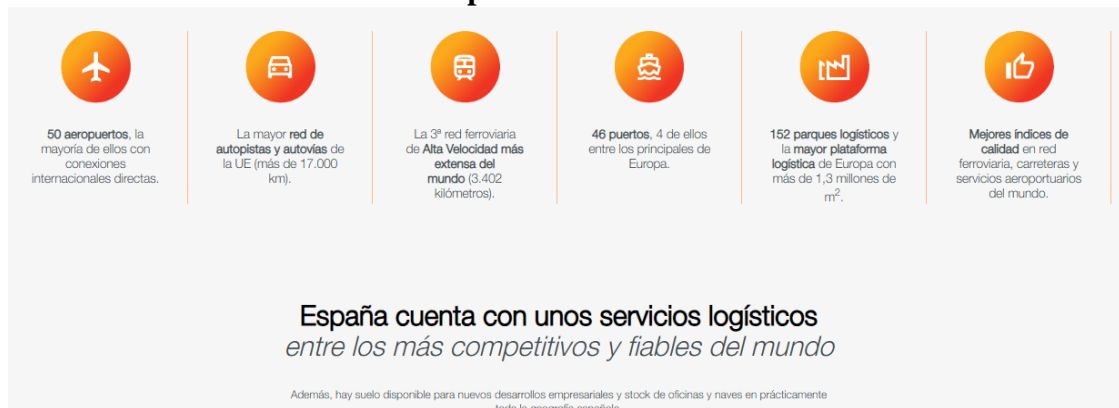 50 aeropuertos, la
mayoría de ellos con
conexiones
internacionales directas.
La mayor red de
autopistas y autovías de
la UE (más de 17.000
km).
La 3ª red ferroviaria
de Alta Velocidad más
extensa del
mundo (3.402
kilómetros).
46 puertos, 4 de ellos
entre los principales de
Europa.
152 parques logísticos y
la mayor plataforma
logística de Europa con
más de 1,3 millones de
m².
Mejores índices de
calidad en red
ferroviaria, carreteras y
servicios aeroportuarios
del mundo.
España cuenta con unos servicios logísticos
entre los más competitivos y fiables del mundo
Además, hay suelo disponible para nuevos desarrollos empresariales y stock de oficinas y naves en prácticamente
toda la geografía española